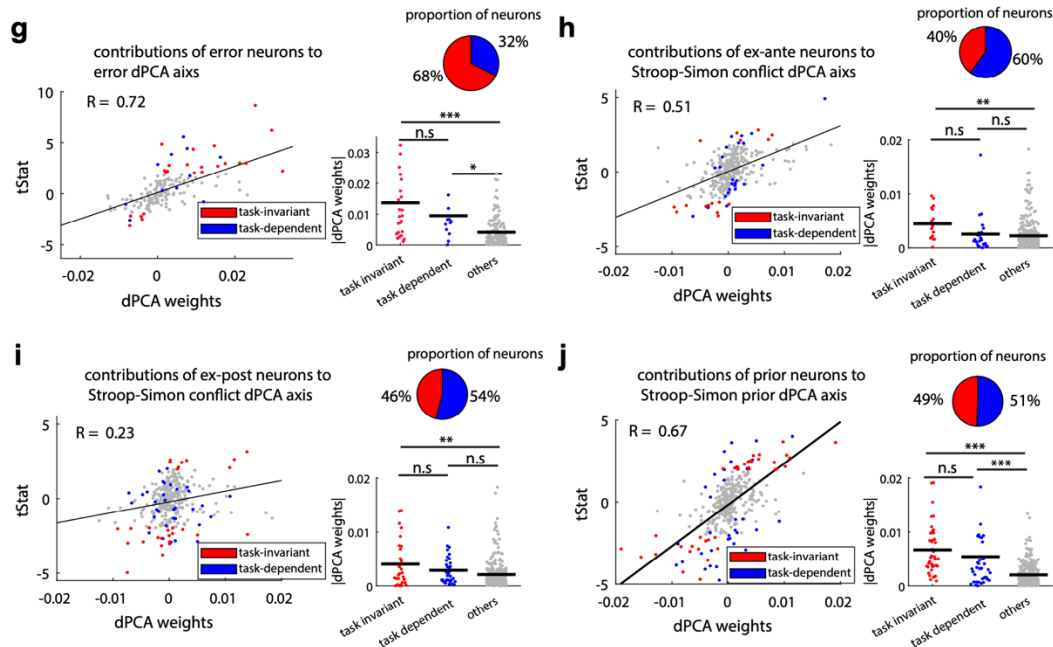 g
contributions of error neurons to
error dPCA aixs
proportion of neurons
32%
68%
R = 0.72
tStat
10
5
0
-5
-0.02
0
0.02
dPCA weights
task-invariant
task-dependent
***
n.s
*
|dPCA weights|
0.03
0.02
0.01
0
task invariant
task dependent
others
h
contributions of ex-ante neurons to
Stroop-Simon conflict dPCA aixs
proportion of neurons
40%
60%
R = 0.51
tStat
5
0
-5
-0.02
-0.01
0
0.01
0.02
dPCA weights
task-invariant
task-dependent
**
n.s
n.s
|dPCA weights|
0.02
0.01
0
task invariant
task dependent
others
i
contributions of ex-post neurons to
Stroop-Simon conflict dPCA axis
proportion of neurons
46%
54%
R = 0.23
tStat
5
0
-5
-0.02
-0.01
0
0.01
0.02
dPCA weights
task-invariant
task-dependent
**
n.s
n.s
|dPCA weights|
0.02
0.01
0
task invariant
task dependent
others
j
contributions of prior neurons to
Stroop-Simon prior dPCA axis
proportion of neurons
49%
51%
R = 0.67
tStat
5
0
-5
-0.02
-0.01
0
0.01
0.02
dPCA weights
task-invariant
task-dependent
***
n.s
***
|dPCA weights|
0.02
0.01
0
task invariant
task dependent
others